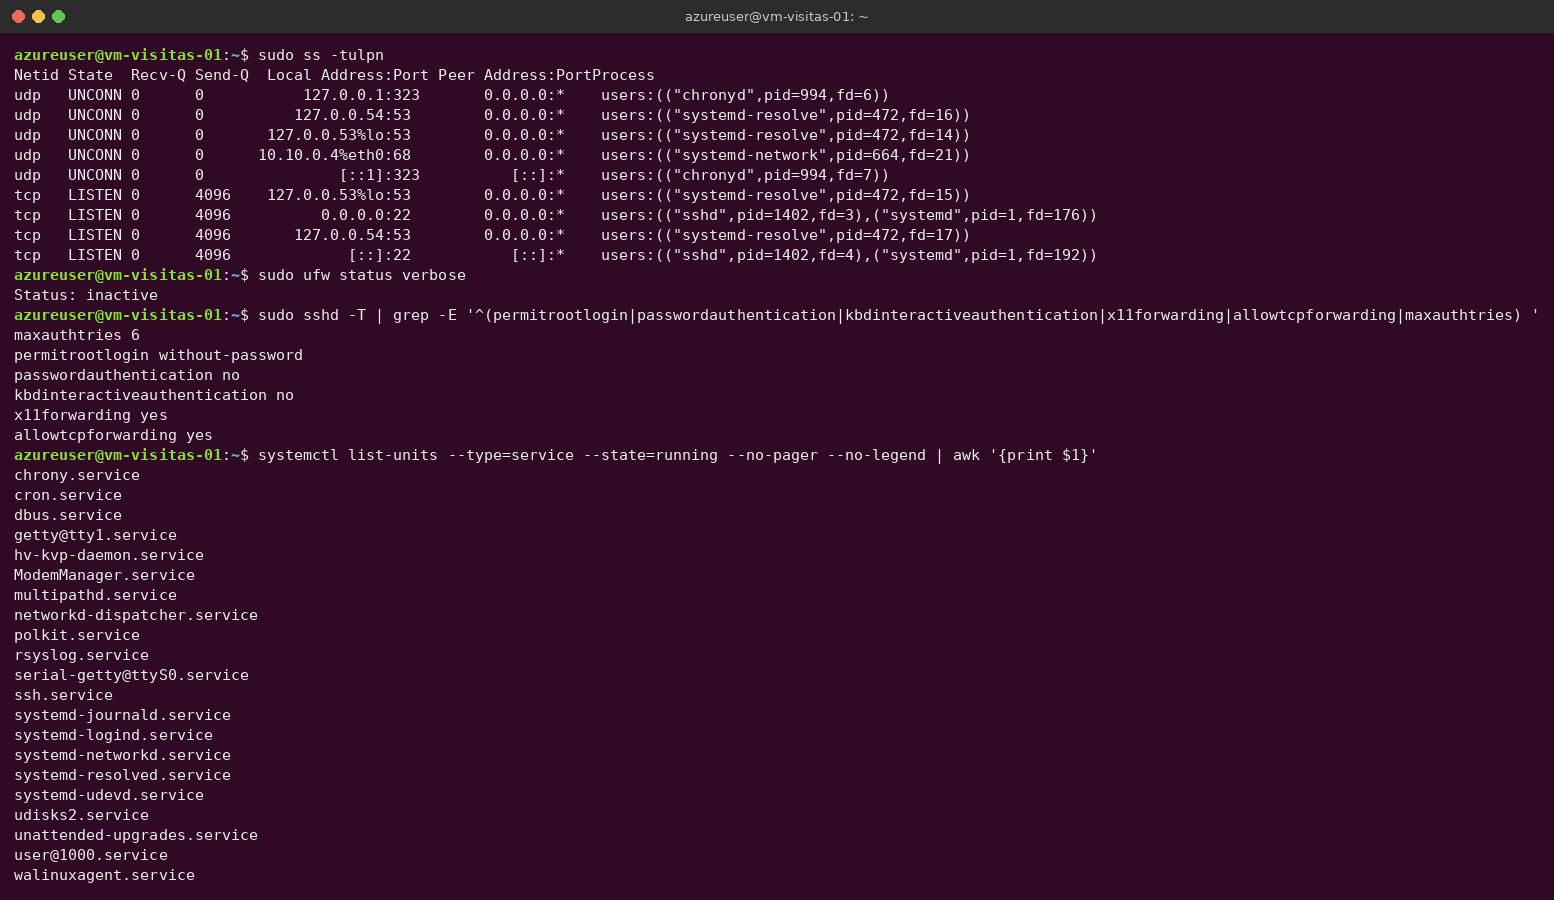 azureuser@vm-visitas-01: ~
azureuser@vm-visitas-01:~$ sudo ss -tulpn
Netid State  Recv-Q Send-Q  Local Address:Port Peer Address:PortProcess
udp   UNCONN 0      0           127.0.0.1:323       0.0.0.0:*    users:(("chronyd",pid=994,fd=6))
udp   UNCONN 0      0          127.0.0.54:53        0.0.0.0:*    users:(("systemd-resolve",pid=472,fd=16))
udp   UNCONN 0      0       127.0.0.53%lo:53        0.0.0.0:*    users:(("systemd-resolve",pid=472,fd=14))
udp   UNCONN 0      0      10.10.0.4%eth0:68        0.0.0.0:*    users:(("systemd-network",pid=664,fd=21))
udp   UNCONN 0      0               [::1]:323          [::]:*    users:(("chronyd",pid=994,fd=7))
tcp   LISTEN 0      4096    127.0.0.53%lo:53        0.0.0.0:*    users:(("systemd-resolve",pid=472,fd=15))
tcp   LISTEN 0      4096          0.0.0.0:22        0.0.0.0:*    users:(("sshd",pid=1402,fd=3),("systemd",pid=1,fd=176))
tcp   LISTEN 0      4096       127.0.0.54:53        0.0.0.0:*    users:(("systemd-resolve",pid=472,fd=17))
tcp   LISTEN 0      4096             [::]:22           [::]:*    users:(("sshd",pid=1402,fd=4),("systemd",pid=1,fd=192))
azureuser@vm-visitas-01:~$ sudo ufw status verbose
Status: inactive
azureuser@vm-visitas-01:~$ sudo sshd -T | grep -E '^(permitrootlogin|passwordauthentication|kbdinteractiveauthentication|x11forwarding|allowtcpforwarding|maxauthtries) '
maxauthtries 6
permitrootlogin without-password
passwordauthentication no
kbdinteractiveauthentication no
x11forwarding yes
allowtcpforwarding yes
azureuser@vm-visitas-01:~$ systemctl list-units --type=service --state=running --no-pager --no-legend | awk '{print $1}'
chrony.service
cron.service
dbus.service
getty@tty1.service
hv-kvp-daemon.service
ModemManager.service
multipathd.service
networkd-dispatcher.service
polkit.service
rsyslog.service
serial-getty@ttyS0.service
ssh.service
systemd-journald.service
systemd-logind.service
systemd-networkd.service
systemd-resolved.service
systemd-udevd.service
udisks2.service
unattended-upgrades.service
user@1000.service
walinuxagent.service